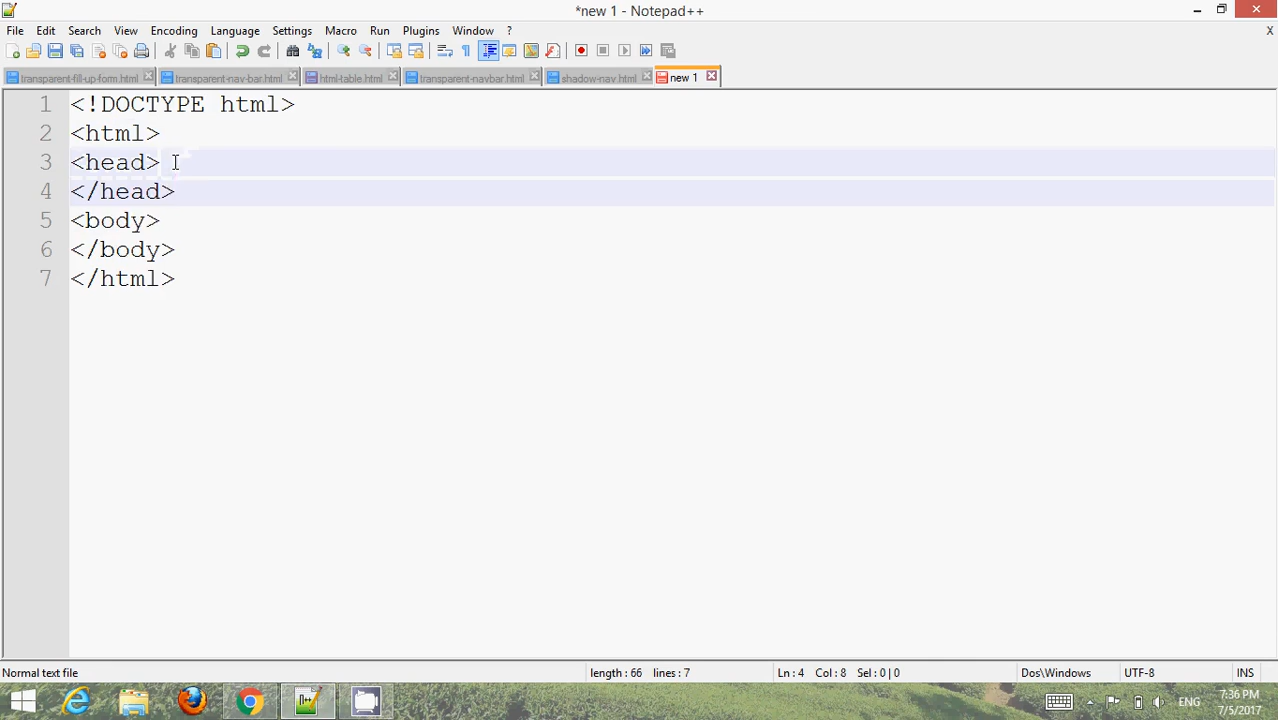 *new 1 - Notepad++
File Edit Search View Encoding Language Settings Macro Run Plugins Window ? X
transparent-fill-up-form.html transparent-nav-bar.html html-table.html transparent-navbar.html shadow-nav.html new 1
1 <!DOCTYPE html>
2 <html>
3 <head>
4 </head>
5 <body>
6 </body>
7 </html>
Normal text file length : 66 lines : 7 Ln : 4 Col : 8 Sel : 0 | 0 Dos\Windows UTF-8 INS
ENG 7:36 PM
7/5/2017